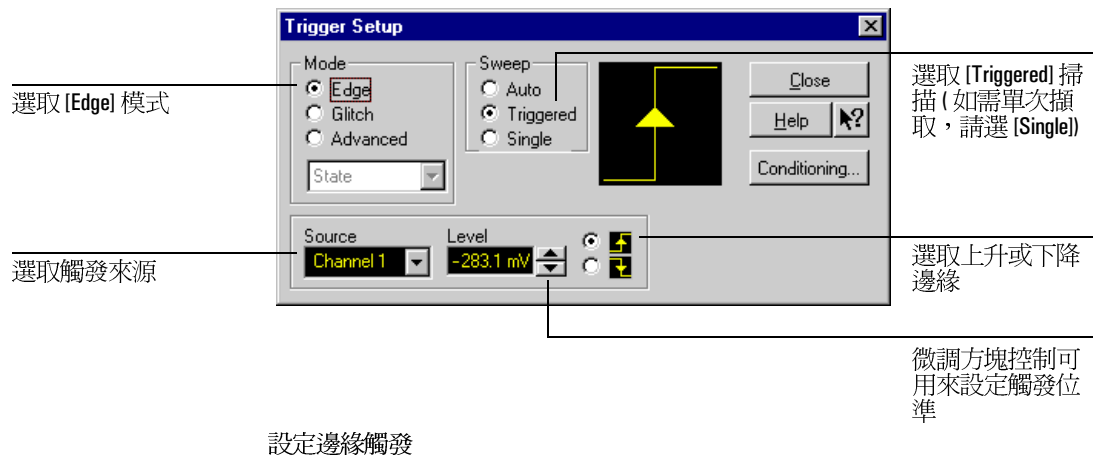 Trigger Setup
Mode
Edge
Glitch
Advanced
State
Sweep
Auto
Triggered
Single
Close
Help
Conditioning...
Source
Channel 1
Level
-283.1 mV
選取 [Edge] 模式
選取觸發來源
選取 [Triggered] 掃
描 ( 如需單次擷
取，請選 [Single])
選取上升或下降
邊緣
微調方塊控制可
用來設定觸發位
準
設定邊緣觸發